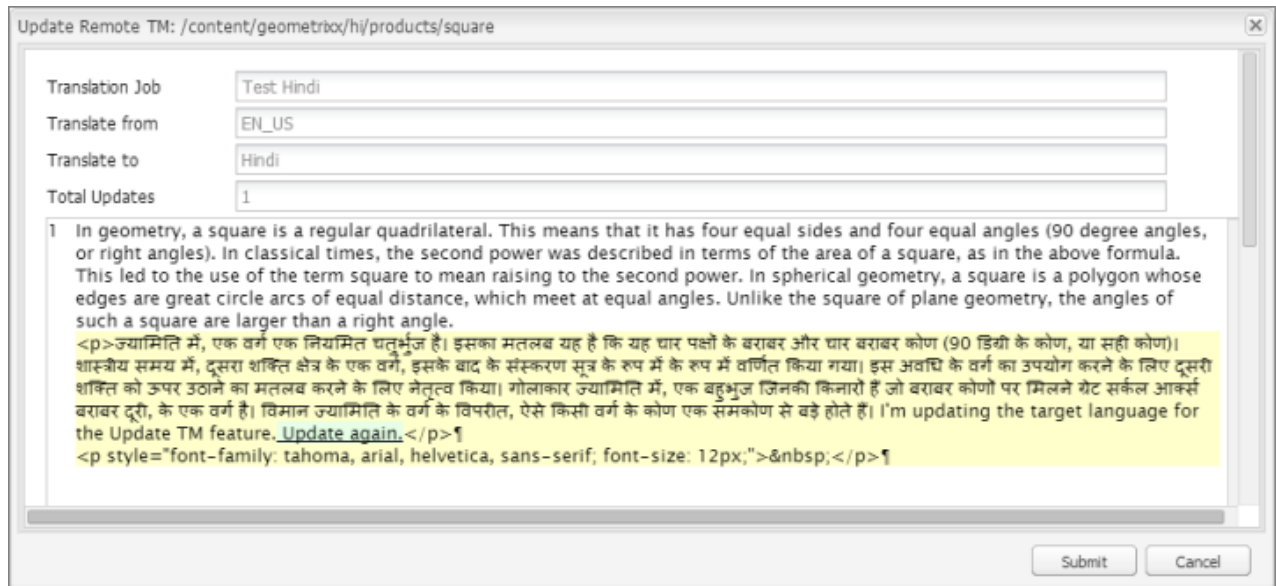 Update Remote TM: /content/geometrixx/hi/products/square
Translation Job Test Hindi
Translate from EN_US
Translate to Hindi
Total Updates 1
1 In geometry, a square is a regular quadrilateral. This means that it has four equal sides and four equal angles (90 degree angles,
or right angles). In classical times, the second power was described in terms of the area of a square, as in the above formula.
This led to the use of the term square to mean raising to the second power. In spherical geometry, a square is a polygon whose
edges are great circle arcs of equal distance, which meet at equal angles. Unlike the square of plane geometry, the angles of
such a square are larger than a right angle.
<p>ज्यामिति में, एक वर्ग एक नियमित चतुर्भुज है। इसका मतलब यह है कि यह चार पक्षों के बराबर और चार बराबर कोण (90 डिग्री के कोण, या सही कोण)।
शास्त्रीय समय में, दूसरा शक्ति क्षेत्र के एक वर्ग, इसके बाद के संस्करण सूत्र के रूप में के रूप में वर्णित किया गया। इस अवधि के वर्ग का उपयोग करने के लिए दूसरी
शक्ति को ऊपर उठाने का मतलब करने के लिए नेतृत्व किया। गोलाकार ज्यामिति में, एक बहुभुज जिनकी किनारों हैं जो बराबर कोणों पर मिलने ग्रेट सर्कल आर्क्स
बराबर दूरी, के एक वर्ग है। विमान ज्यामिति के वर्ग के विपरीत, ऐसे किसी वर्ग के कोण एक समकोण से बड़े होते हैं। I'm updating the target language for
the Update TM feature. Update again.</p>¶
<p style="font-family: tahoma, arial, helvetica, sans-serif; font-size: 12px;">&nbsp;</p>¶
Submit Cancel